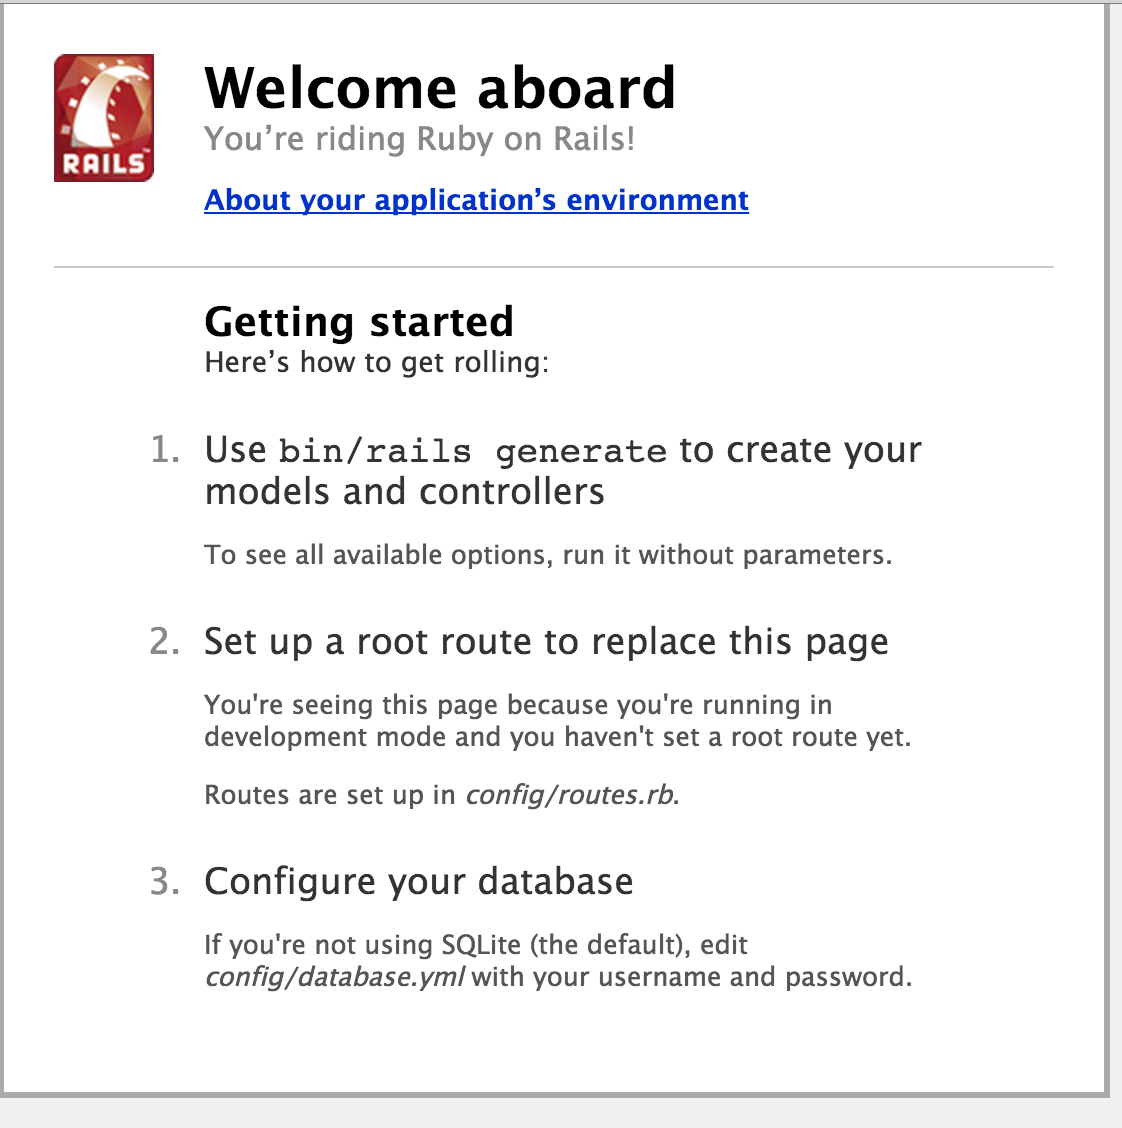 RAILS™
Welcome aboard
You’re riding Ruby on Rails!
About your application’s environment
Getting started
Here’s how to get rolling:
1. Use bin/rails generate to create your
models and controllers
To see all available options, run it without parameters.
2. Set up a root route to replace this page
You're seeing this page because you're running in
development mode and you haven't set a root route yet.
Routes are set up in config/routes.rb.
3. Configure your database
If you're not using SQLite (the default), edit
config/database.yml with your username and password.